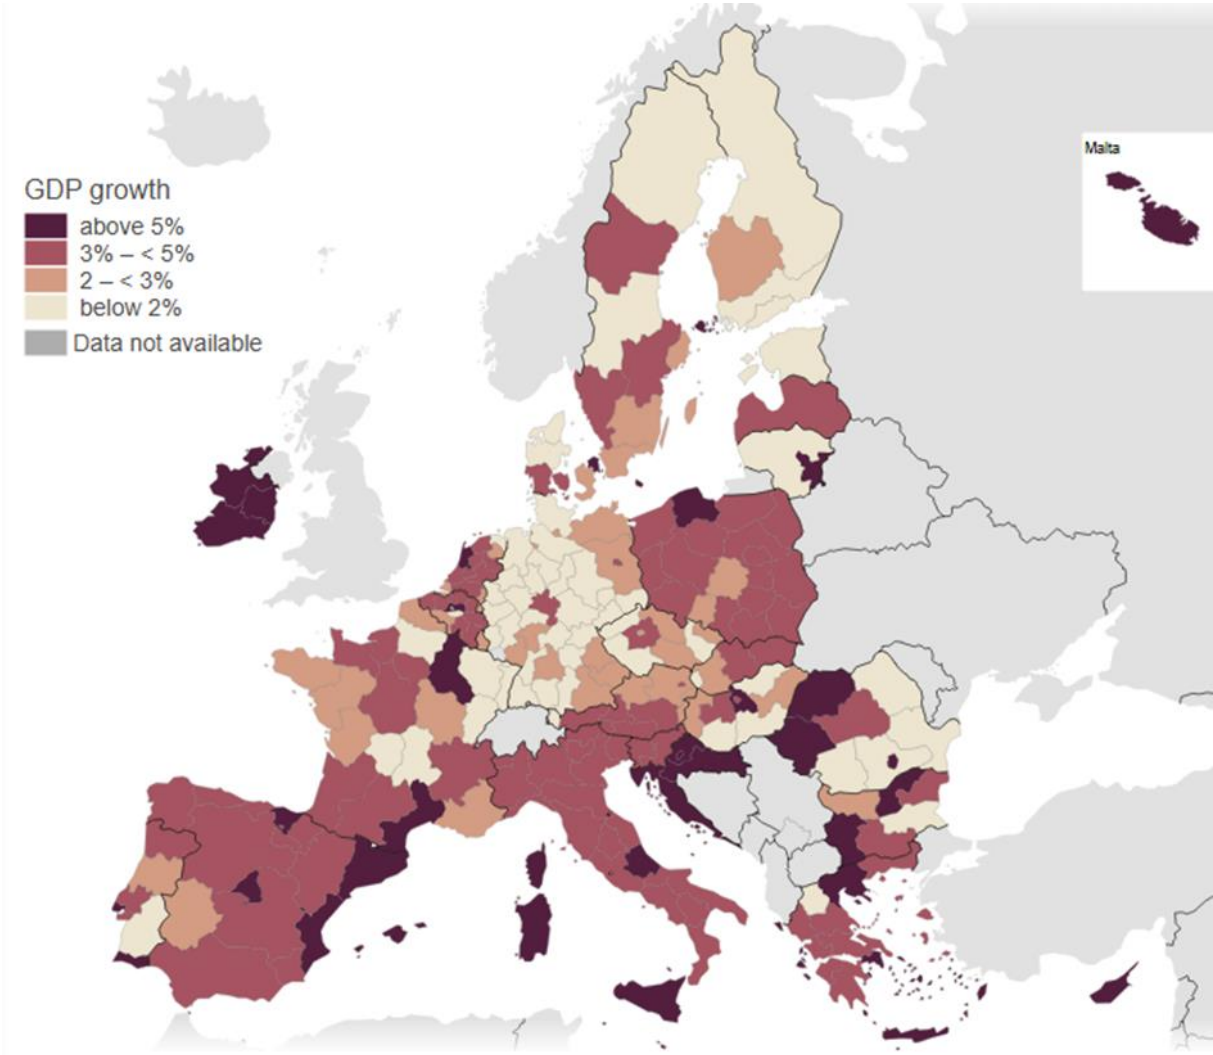 Malta
GDP growth
above 5%
3% – < 5%
2 – < 3%
below 2%
Data not available